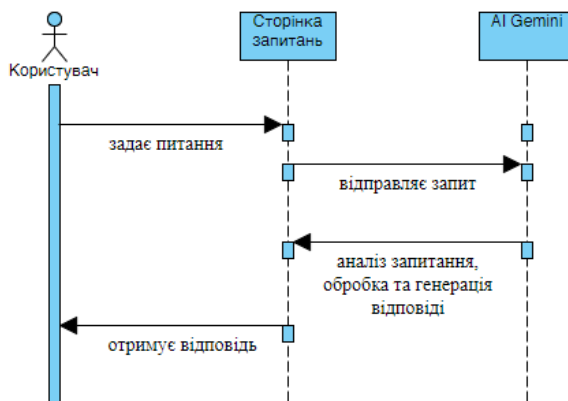 Сторінка
запитань
AI Gemini
Користувач
задає питання
відправляє запит
аналіз запитання,
обробка та генерація
відповіді
отримує відповідь